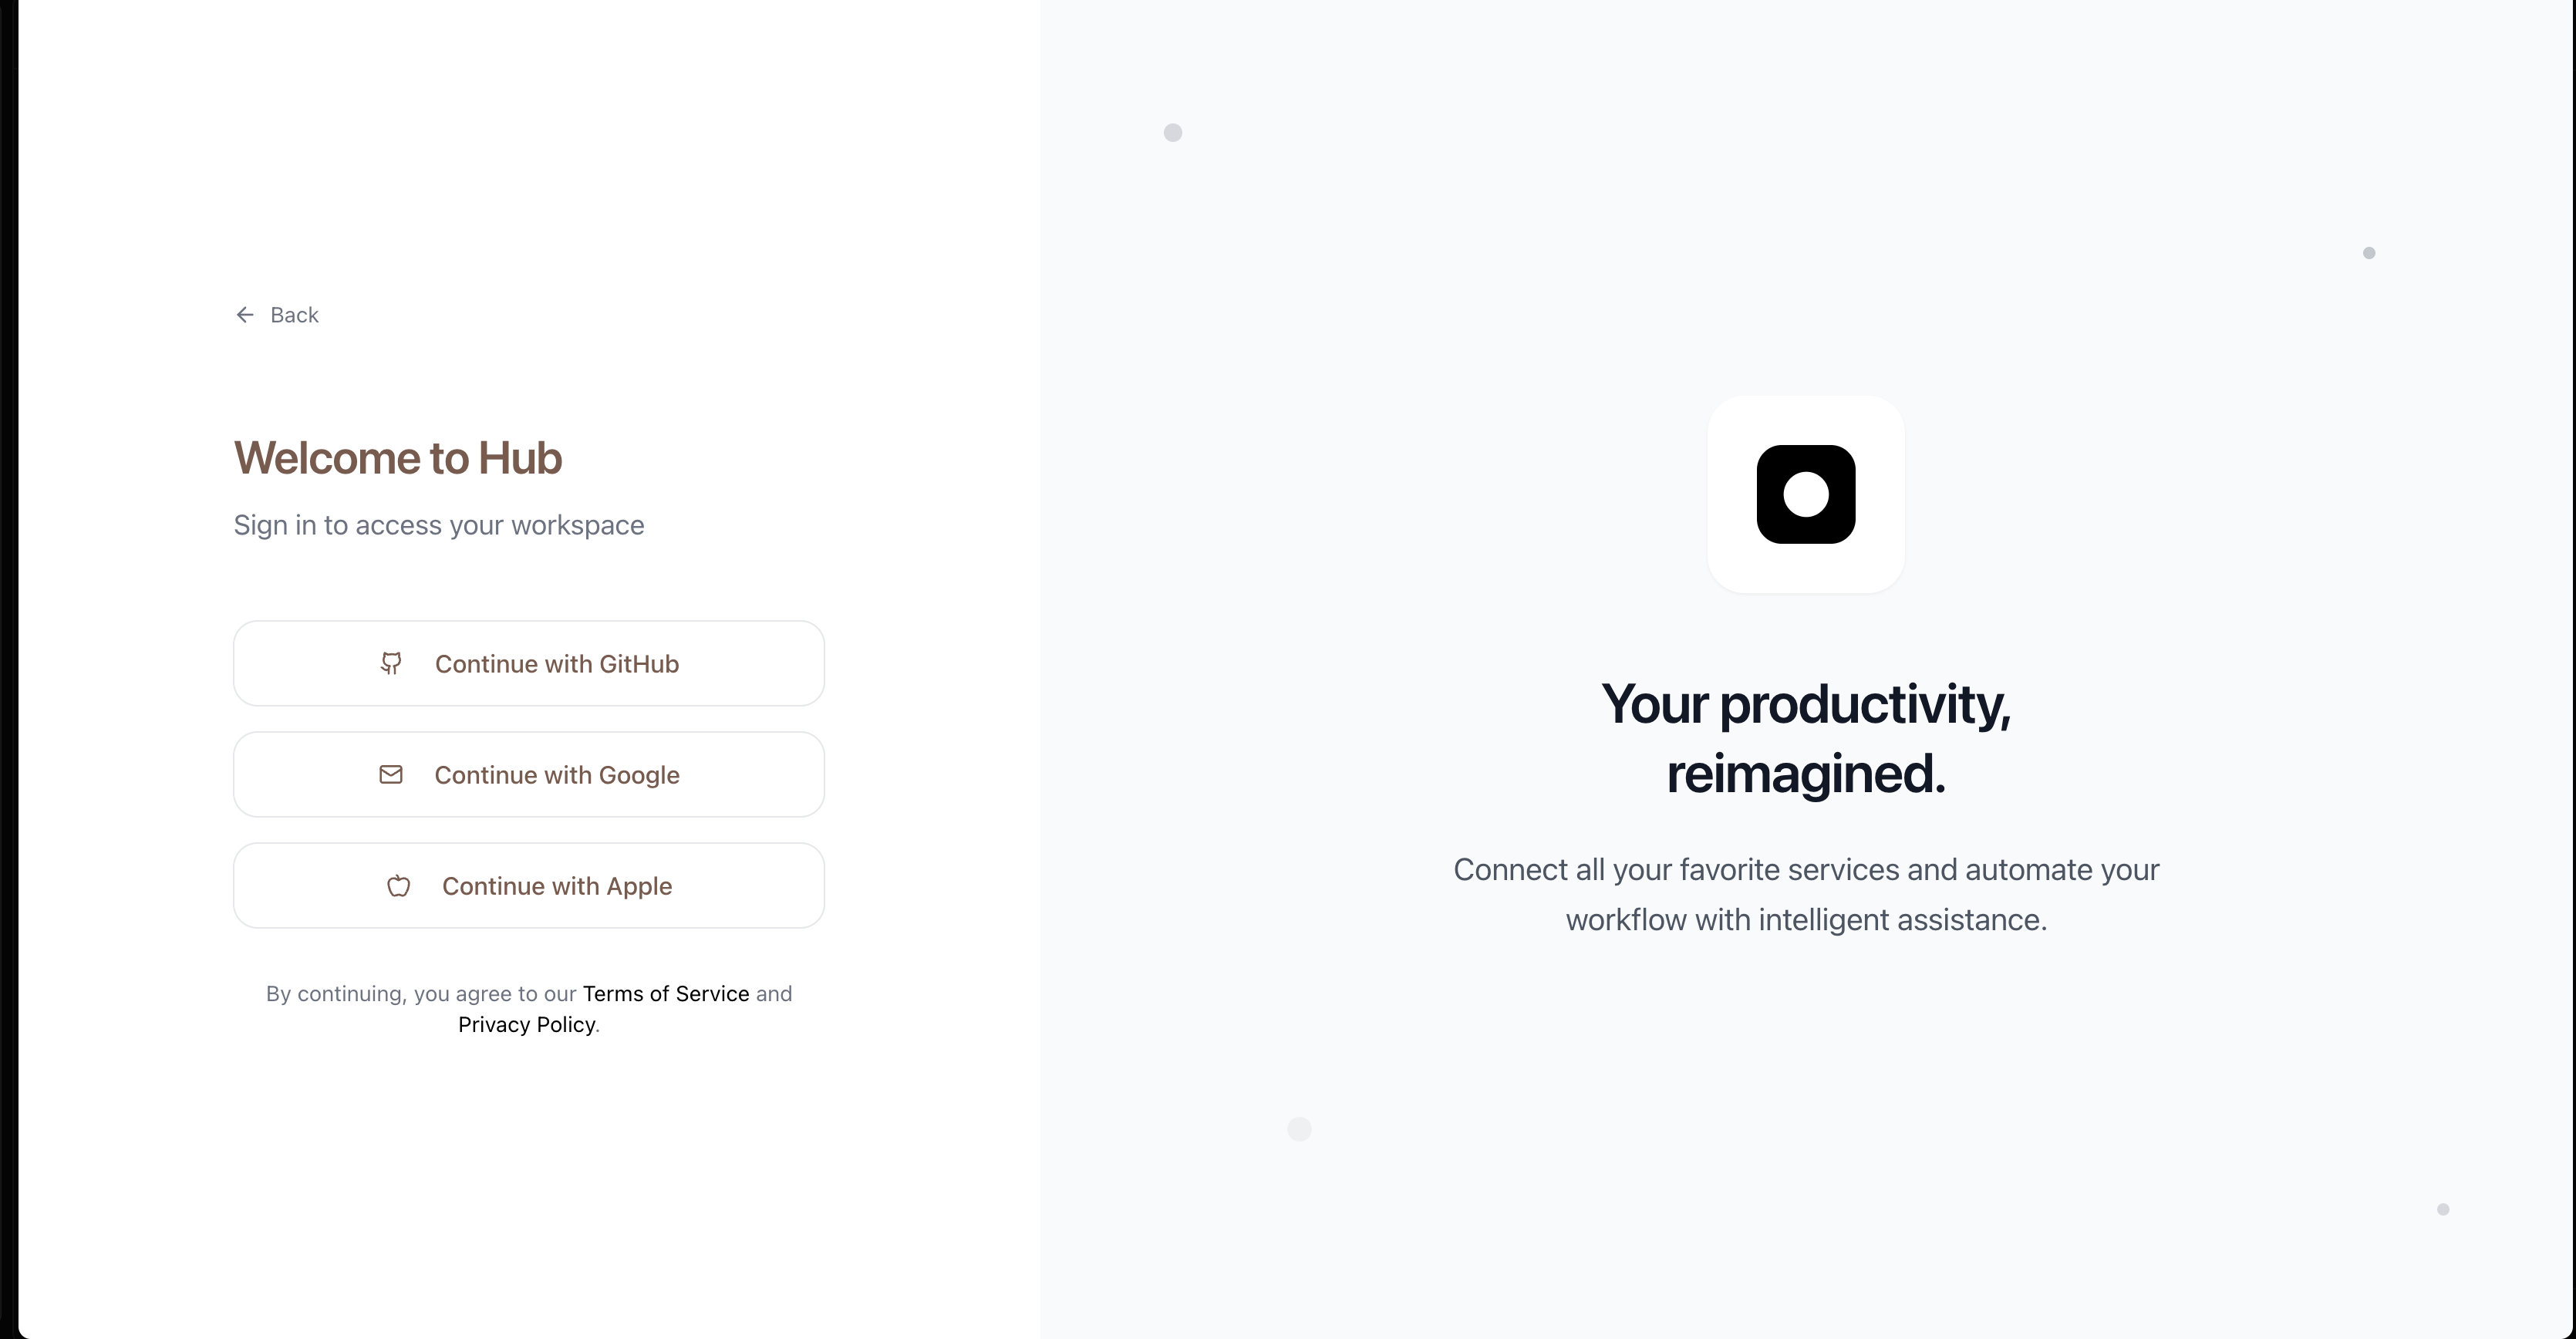 Back
Welcome to Hub
Sign in to access your workspace
Continue with GitHub
Continue with Google
Continue with Apple
By continuing, you agree to our Terms of Service and
Privacy Policy.
Your productivity,
reimagined.
Connect all your favorite services and automate your
workflow with intelligent assistance.